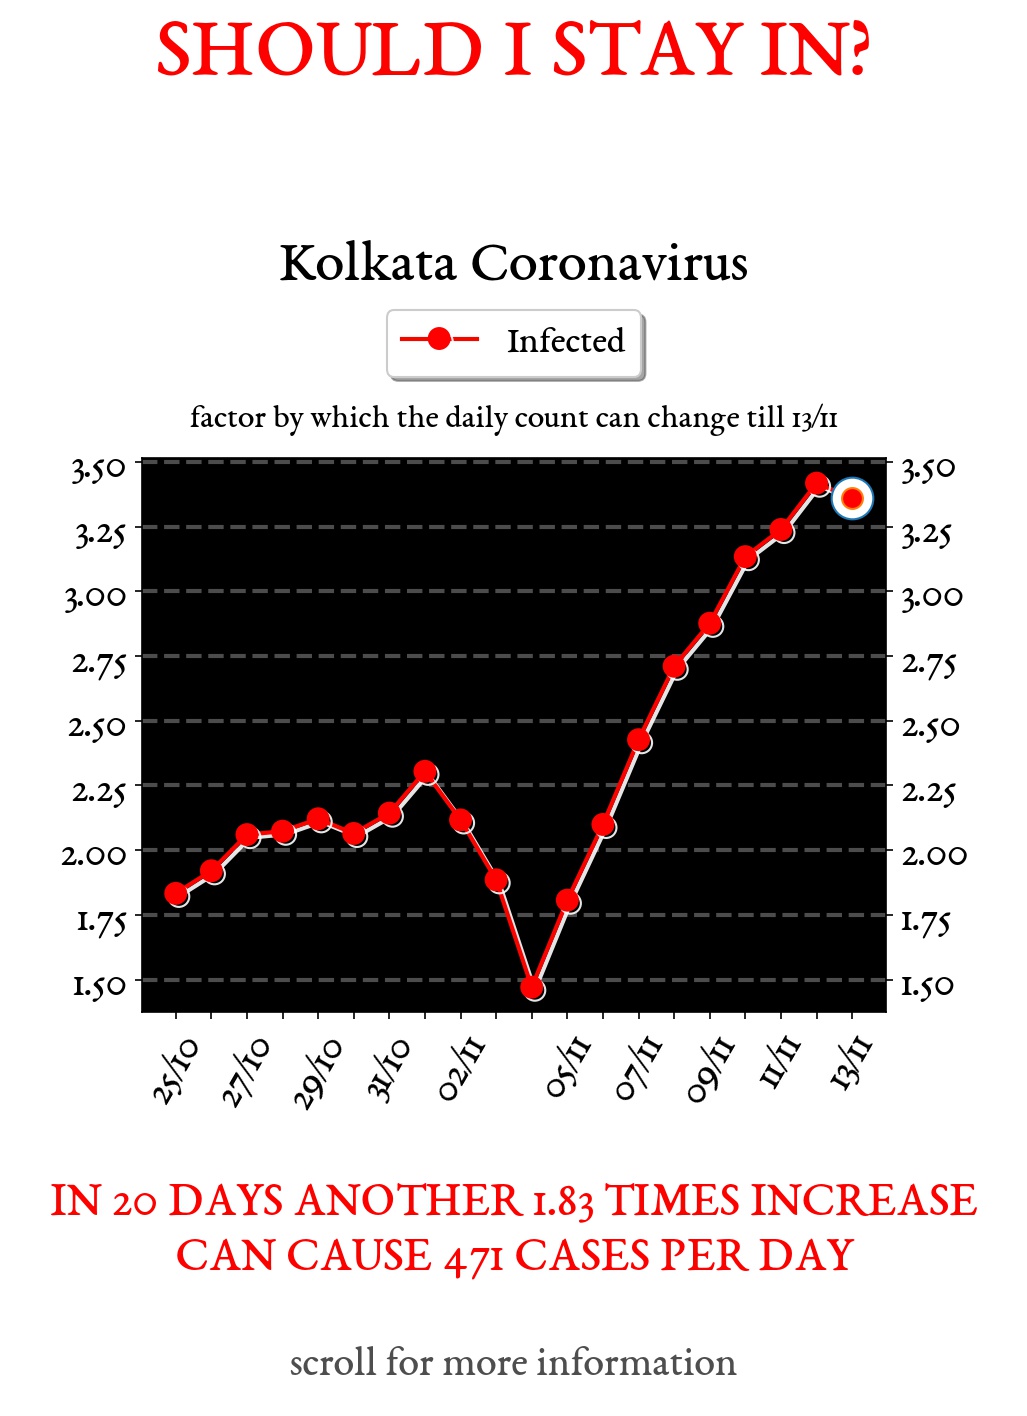 SHOULD I STAY IN?
Kolkata Coronavirus
Infected
factor by which the daily count can change till 13/11
3.50 3.50
3.25 3.25
3.00 3.00
2.75 2.75
2.50 2.50
2.25 2.25
2.00 2.00
1.75 1.75
1.50 1.50
25/10 27/10 29/10 31/10 02/11 05/11 07/11 09/11 11/11 13/11
IN 20 DAYS ANOTHER 1.83 TIMES INCREASE
CAN CAUSE 471 CASES PER DAY
scroll for more information